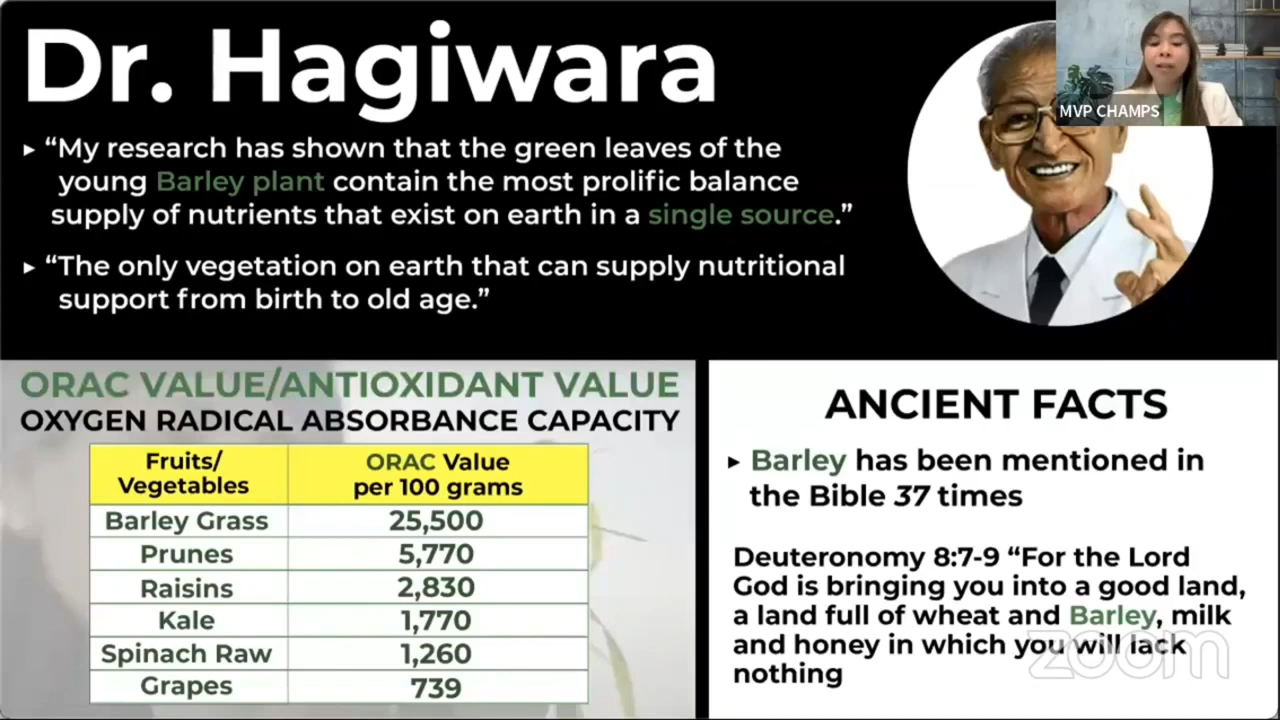 Dr. Hagiwara
MVP CHAMPS
▸ “My research has shown that the green leaves of the
young Barley plant contain the most prolific balance
supply of nutrients that exist on earth in a single source.”
▸ “The only vegetation on earth that can supply nutritional
support from birth to old age.”
ORAC VALUE/ANTIOXIDANT VALUE
OXYGEN RADICAL ABSORBANCE CAPACITY
Fruits/
Vegetables
ORAC Value
per 100 grams
Barley Grass 25,500
Prunes 5,770
Raisins 2,830
Kale 1,770
Spinach Raw 1,260
Grapes 739
ANCIENT FACTS
▸ Barley has been mentioned in
the Bible 37 times
Deuteronomy 8:7-9 “For the Lord
God is bringing you into a good land,
a land full of wheat and Barley, milk
and honey in which you will lack
nothing
zoom